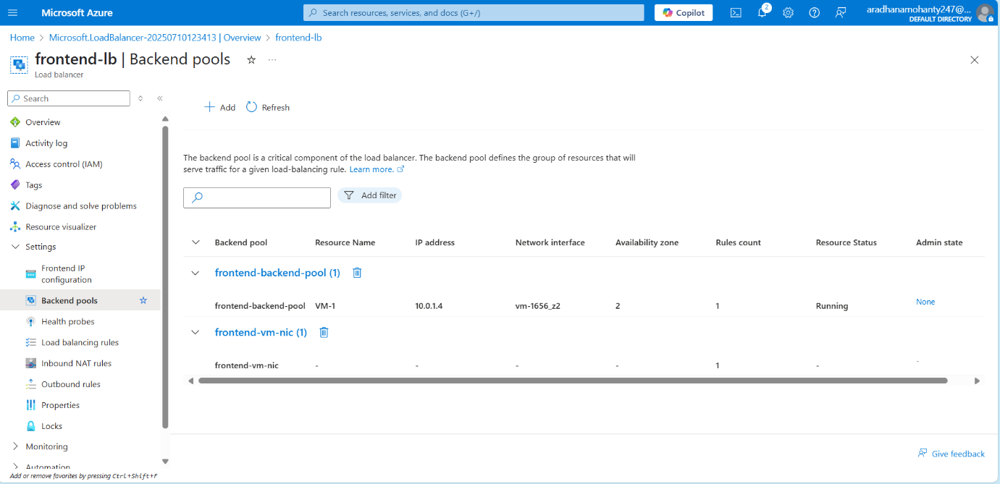 Microsoft Azure
Search resources, services, and docs (G+/)
Copilot
2
aradhanamohanty247@...
DEFAULT DIRECTORY
Home > Microsoft.LoadBalancer-20250710123413 | Overview > frontend-lb
frontend-lb | Backend pools
Load balancer
Search
Add
Refresh
Overview
Activity log
Access control (IAM)
Tags
Diagnose and solve problems
Resource visualizer
Settings
Frontend IP
configuration
Backend pools
Health probes
Load balancing rules
Inbound NAT rules
Outbound rules
Properties
Locks
Monitoring
Automation
Add or remove favorites by pressing Ctrl+Shift+F
The backend pool is a critical component of the load balancer. The backend pool defines the group of resources that will
serve traffic for a given load-balancing rule. Learn more.
Add filter
Backend pool Resource Name IP address Network interface Availability zone Rules count Resource Status Admin state
frontend-backend-pool (1)
frontend-backend-pool VM-1 10.0.1.4 vm-1656_z2 2 1 Running None
frontend-vm-nic (1)
frontend-vm-nic - - - - 1 - -
Give feedback